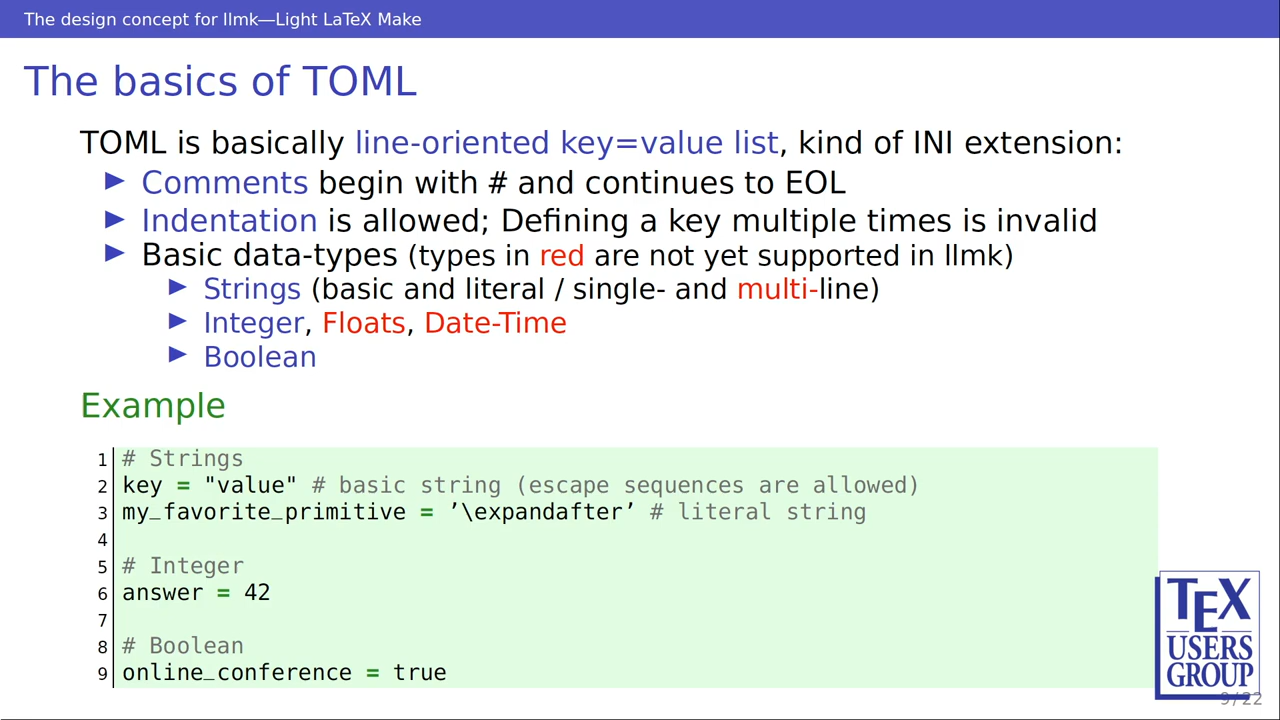 The design concept for llmk—Light LaTeX Make
The basics of TOML
TOML is basically line-oriented key=value list, kind of INI extension:
▶ Comments begin with # and continues to EOL
▶ Indentation is allowed; Defining a key multiple times is invalid
▶ Basic data-types (types in red are not yet supported in llmk)
▶ Strings (basic and literal / single- and multi-line)
▶ Integer, Floats, Date-Time
▶ Boolean
Example
1 # Strings
2 key = "value" # basic string (escape sequences are allowed)
3 my_favorite_primitive = ’\expandafter’ # literal string
4
5 # Integer
6 answer = 42
7
8 # Boolean
9 online_conference = true
TEX
USERS
GROUP
9/22